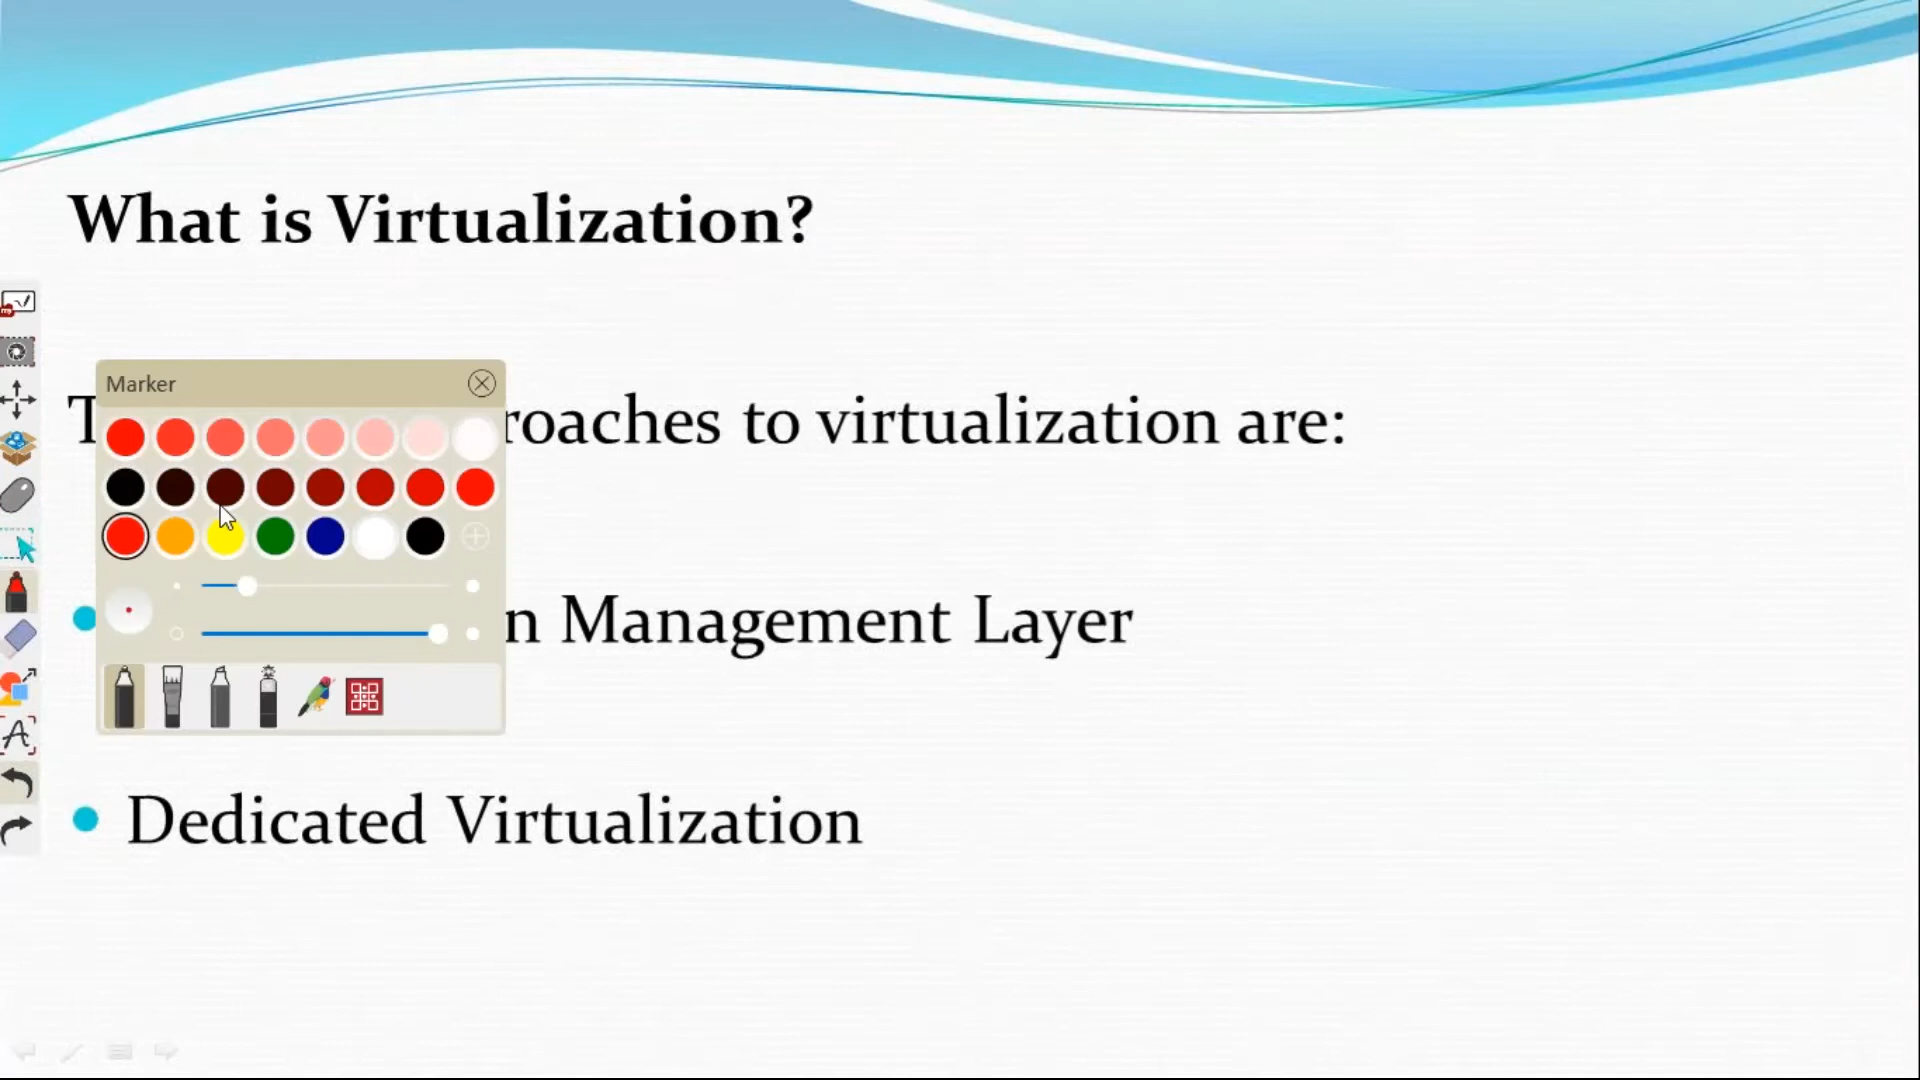 What is Virtualization?
Marker
roaches to virtualization are:
n Management Layer
Dedicated Virtualization